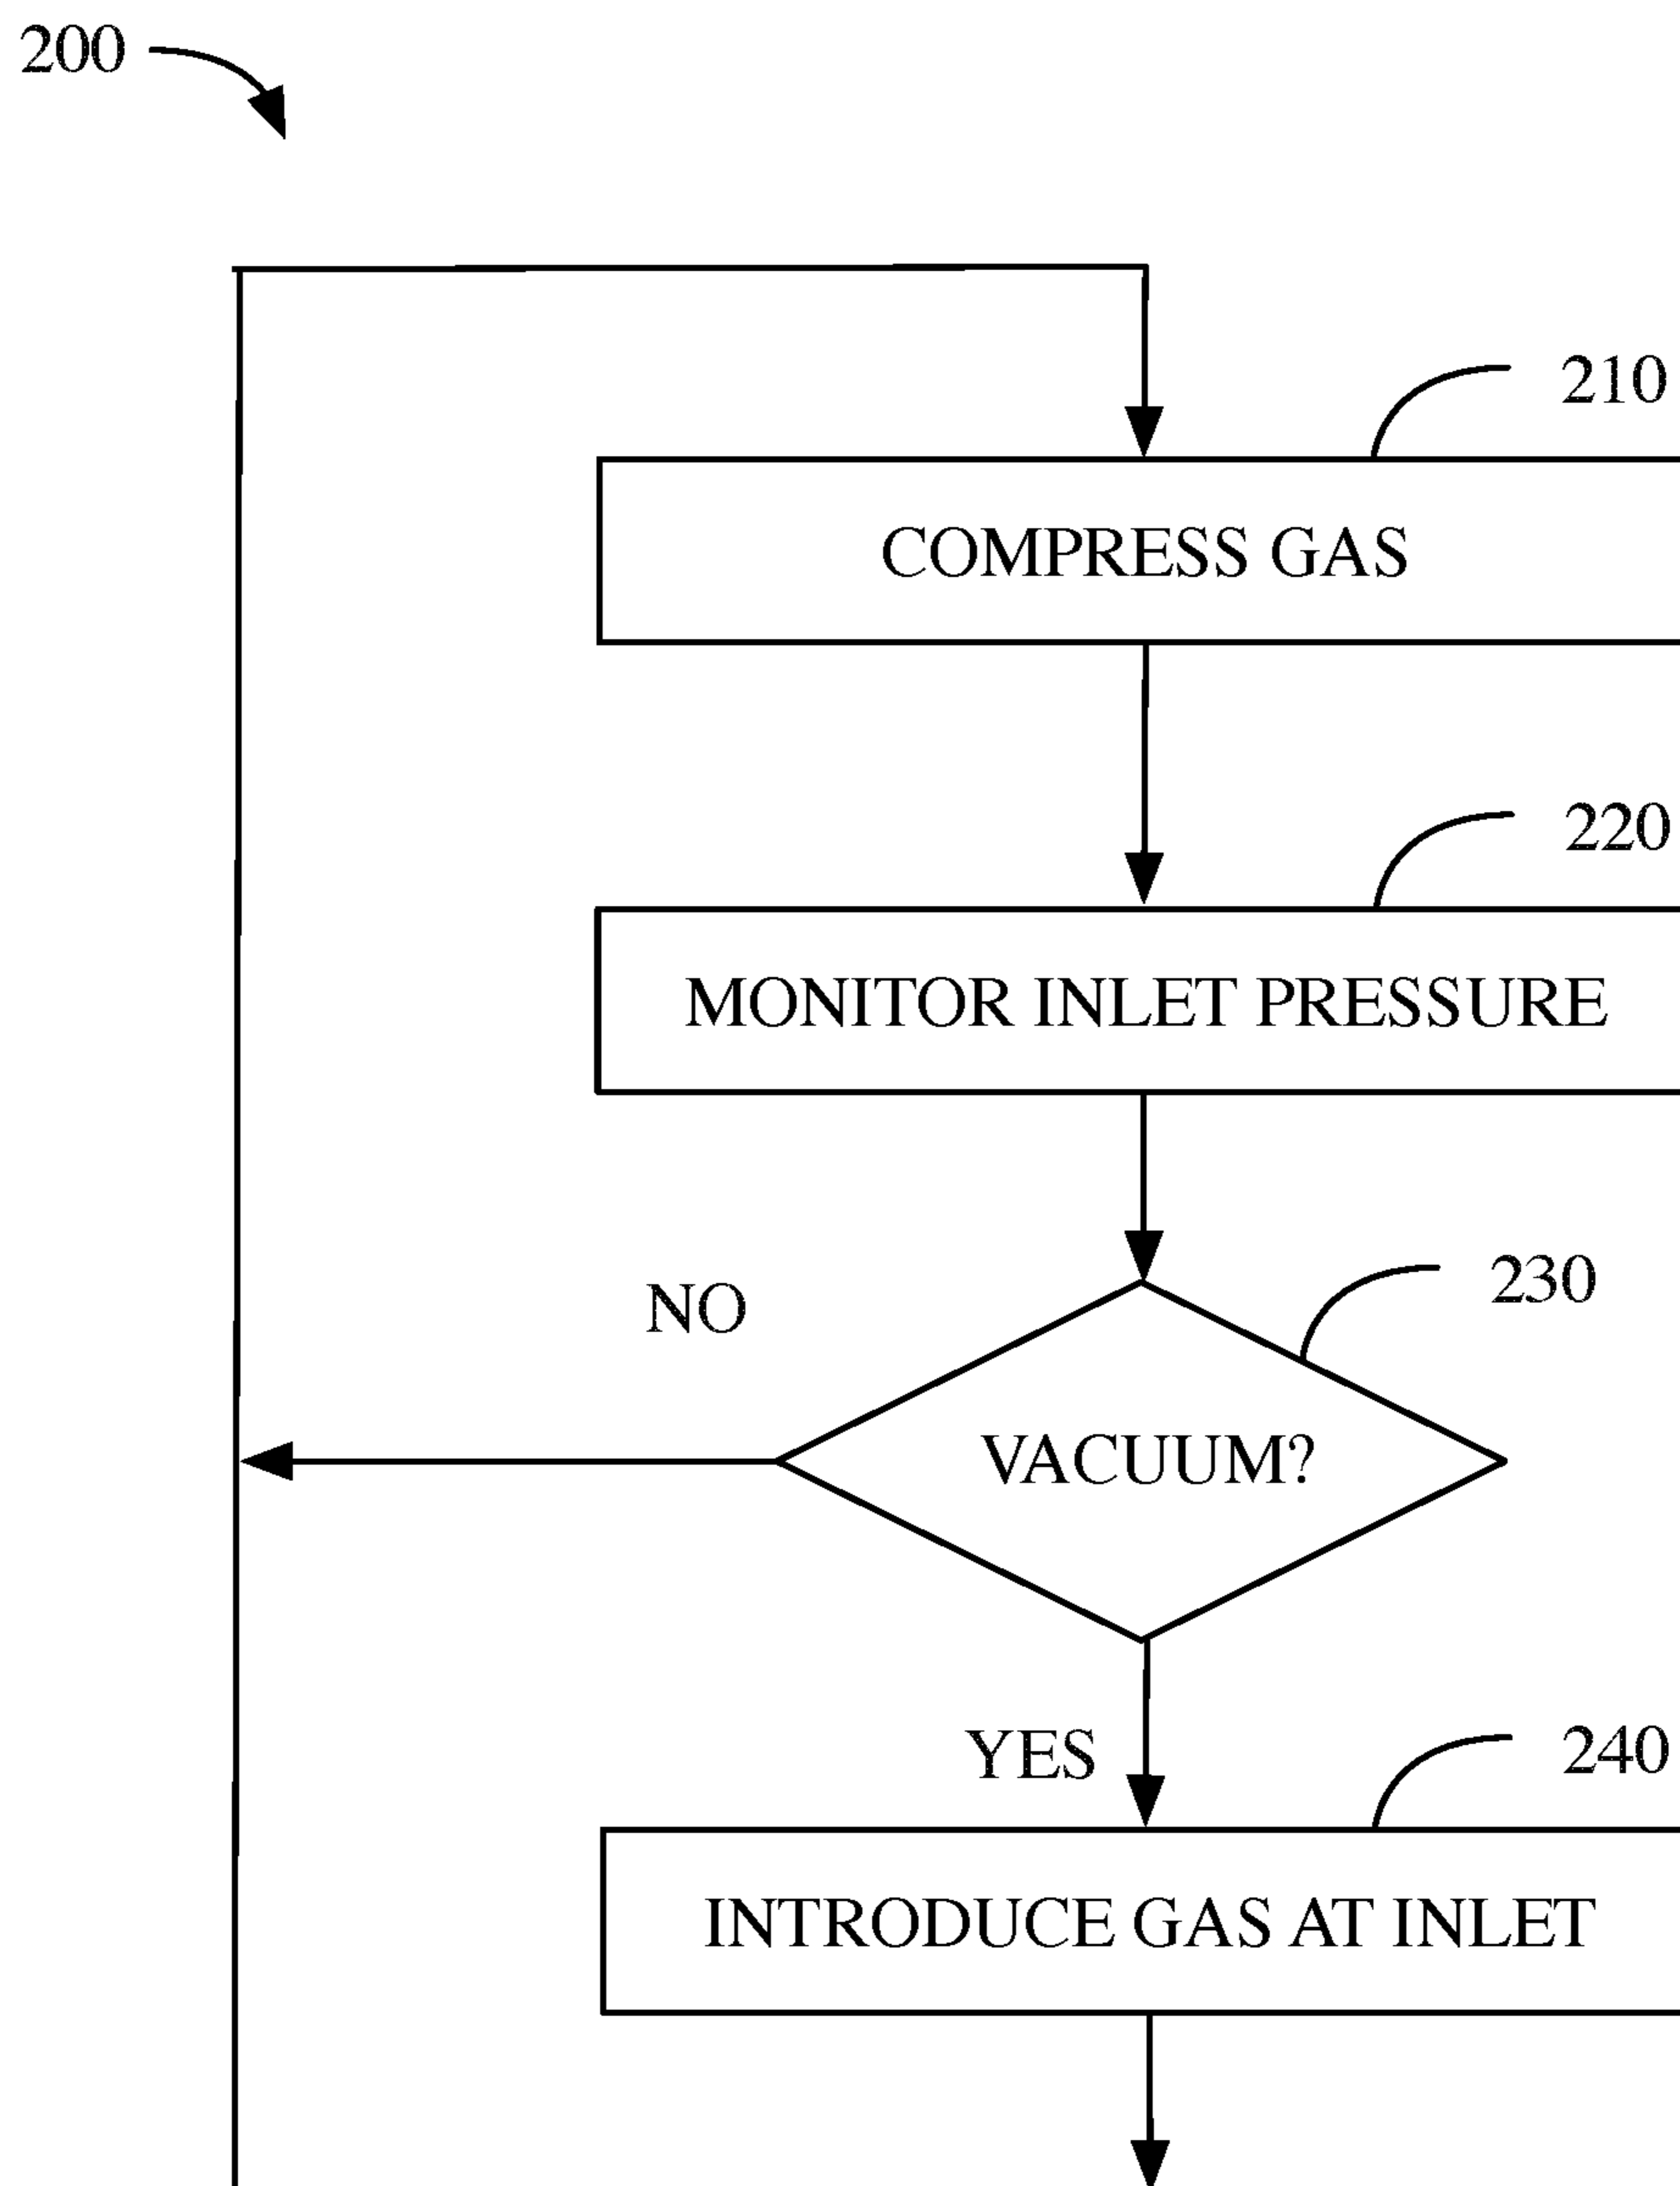 200
210
COMPRESS GAS
220
MONITOR INLET PRESSURE
230
NO
VACUUM?
YES
240
INTRODUCE GAS AT INLET